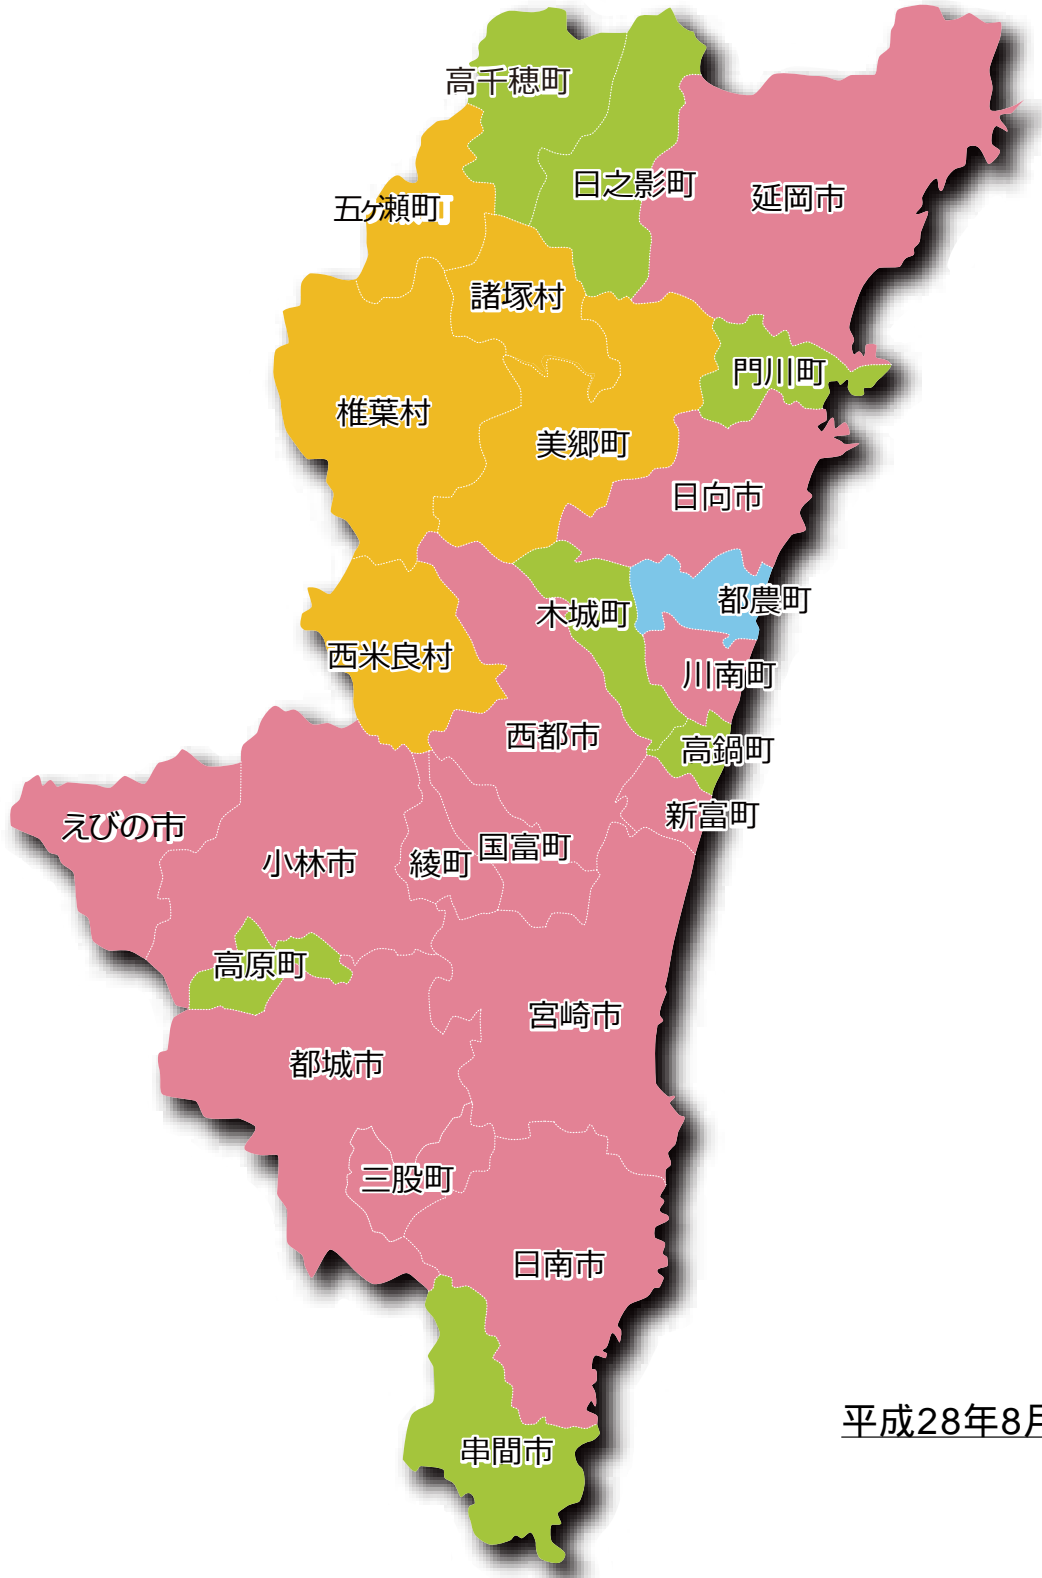 高千穂町
日之影町
延岡市
五ヶ瀬町
諸塚村
門川町
椎葉村
美郷町
日向市
都農町
木城町
西米良村
川南町
西都市
高鍋町
新富町
えびの市
国富町
小林市
綾町
高原町
宮崎市
都城市
三股町
日南市
平成28年8月
串間市